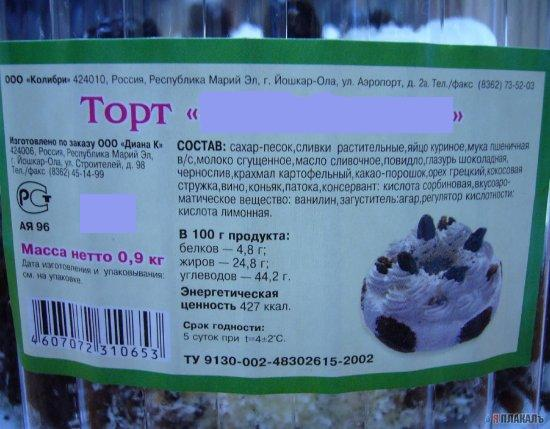 ООО «Колибри» 424010, Россия, Республика Марий Эл, г. Йошкар-Ола, ул. Аэропорт, д. 2а. Тел./факс (8362) 73-52-03
Торт « »
Изготовлено по заказу ООО «Диана К»
424006, Россия, Республика Марий Эл,
г. Йошкар-Ола, ул. Строителей, д. 98
Тел./факс (8362) 45-14-99
РСТ
АЯ 96
Масса нетто 0,9 кг
Дата изготовления и упаковывания:
см. на упаковке
4607072310653
СОСТАВ: сахар-песок,сливки растительные,яйцо куриное,мука пшеничная
в/с,молоко сгущенное,масло сливочное,повидло,глазурь шоколадная,
чернослив,крахмал картофельный,какао-порошок,орех грецкий,кокосовая
стружка,вино,коньяк,патока,консервант: кислота сорбиновая,вкусоаро-
матическое вещество: ванилин,загуститель:агар,регулятор кислотности:
кислота лимонная.
В 100 г продукта:
белков — 4,8 г;
жиров — 24,8 г;
углеводов — 44,2 г.
Энергетическая
ценность 427 ккал.
Срок годности:
5 суток при t=4±2°С.
ТУ 9130-002-48302615-2002
Я ПЛАКАЛЪ